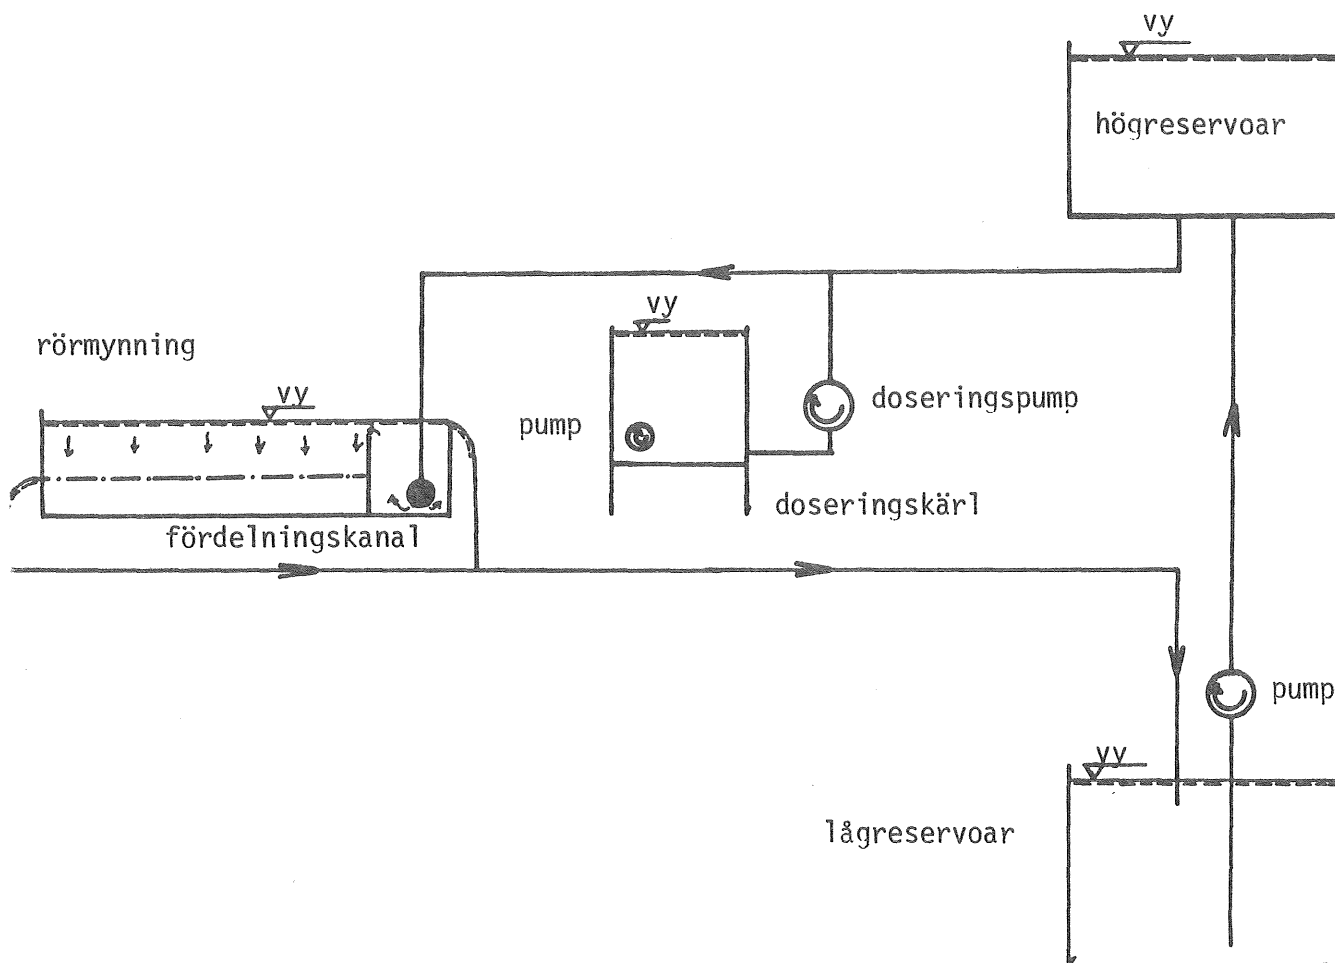 vy
högreservoar
vy
rörmynning
vy
doseringspump
pump
doseringskärl
fördelningskanal
pump
vy
lågreservoar